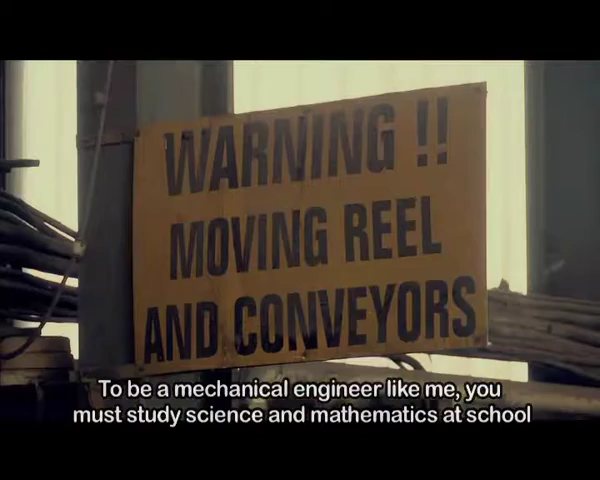 WARNING !!
MOVING REEL
AND CONVEYORS
To be a mechanical engineer like me, you
must study science and mathematics at school